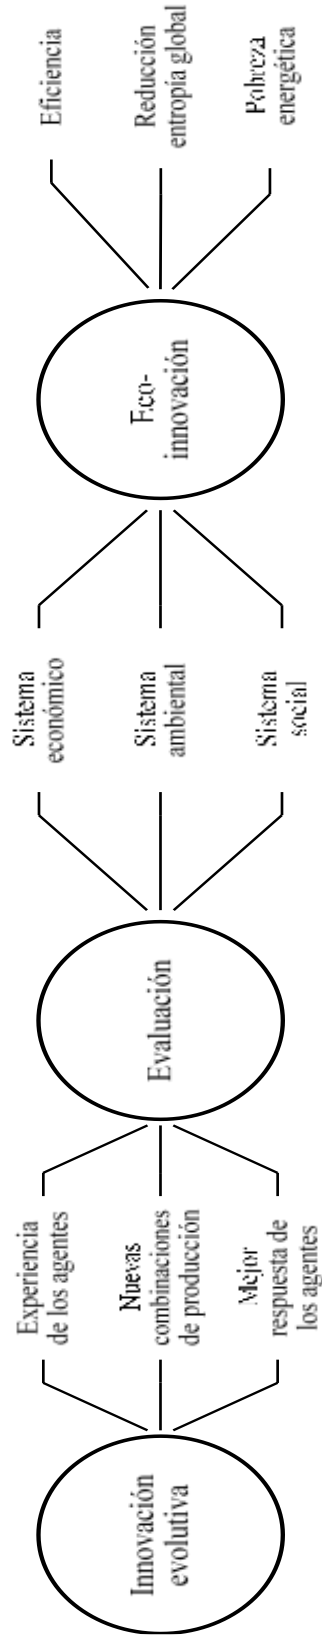 Innovación
evolutiva
Experiencia
de los agentes
Nuevas
combinaciones
de producción
Mejor
respuesta de
los agentes
Evaluación
Sistema
económico
Sistema
ambiental
Sistema
social
Eco-
innovación
Eficiencia
Reducción
entropía global
Pobreza
energética